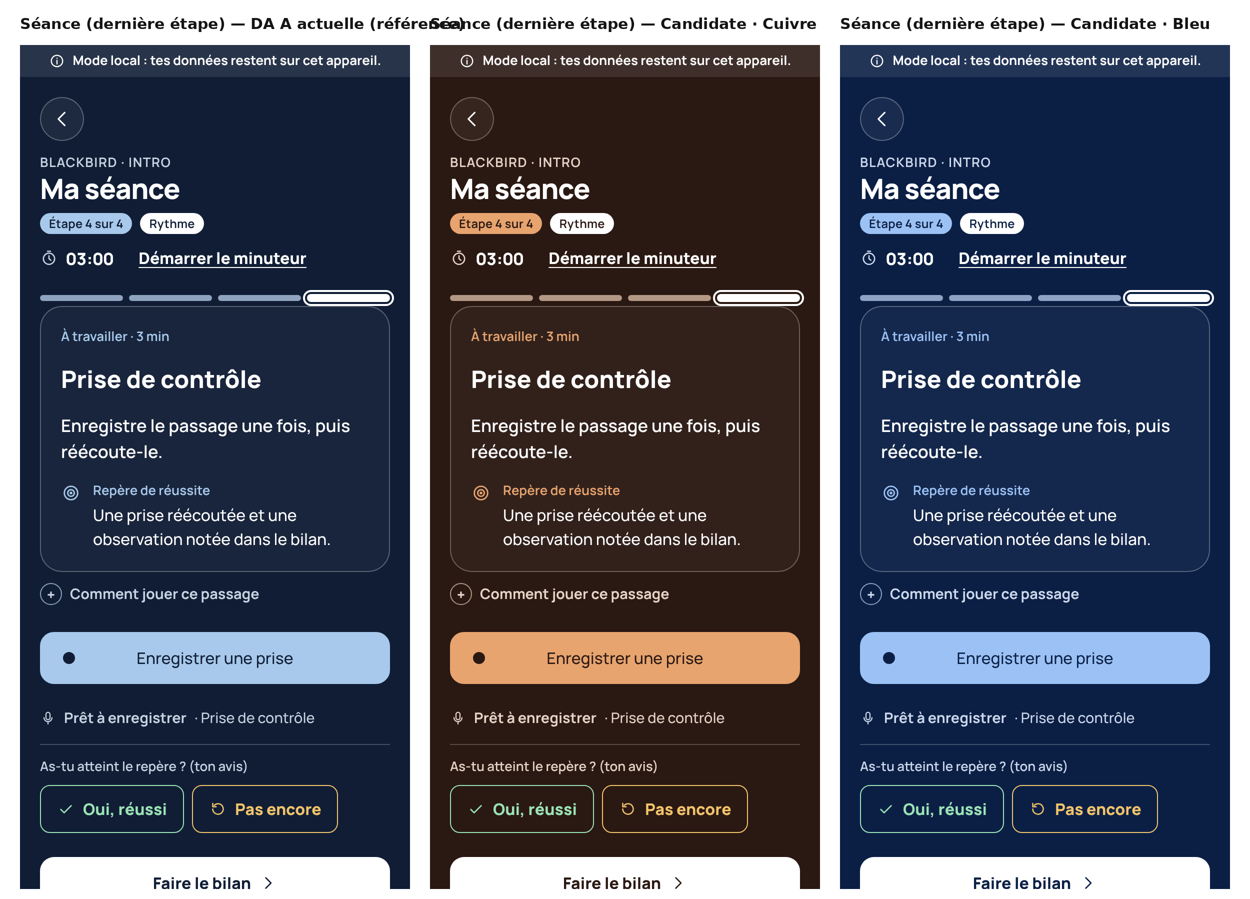 Séance (dernière étape) — DA A actuelle (référence)
Mode local : tes données restent sur cet appareil.
BLACKBIRD · INTRO
Ma séance
Étape 4 sur 4
Rythme
03:00
Démarrer le minuteur
À travailler · 3 min
Prise de contrôle
Enregistre le passage une fois, puis
réécoute-le.
Repère de réussite
Une prise réécoutée et une
observation notée dans le bilan.
Comment jouer ce passage
Enregistrer une prise
Prêt à enregistrer · Prise de contrôle
As-tu atteint le repère ? (ton avis)
Oui, réussi
Pas encore
Faire le bilan
Séance (dernière étape) — Candidate · Cuivre
Mode local : tes données restent sur cet appareil.
BLACKBIRD · INTRO
Ma séance
Étape 4 sur 4
Rythme
03:00
Démarrer le minuteur
À travailler · 3 min
Prise de contrôle
Enregistre le passage une fois, puis
réécoute-le.
Repère de réussite
Une prise réécoutée et une
observation notée dans le bilan.
Comment jouer ce passage
Enregistrer une prise
Prêt à enregistrer · Prise de contrôle
As-tu atteint le repère ? (ton avis)
Oui, réussi
Pas encore
Faire le bilan
Séance (dernière étape) — Candidate · Bleu
Mode local : tes données restent sur cet appareil.
BLACKBIRD · INTRO
Ma séance
Étape 4 sur 4
Rythme
03:00
Démarrer le minuteur
À travailler · 3 min
Prise de contrôle
Enregistre le passage une fois, puis
réécoute-le.
Repère de réussite
Une prise réécoutée et une
observation notée dans le bilan.
Comment jouer ce passage
Enregistrer une prise
Prêt à enregistrer · Prise de contrôle
As-tu atteint le repère ? (ton avis)
Oui, réussi
Pas encore
Faire le bilan